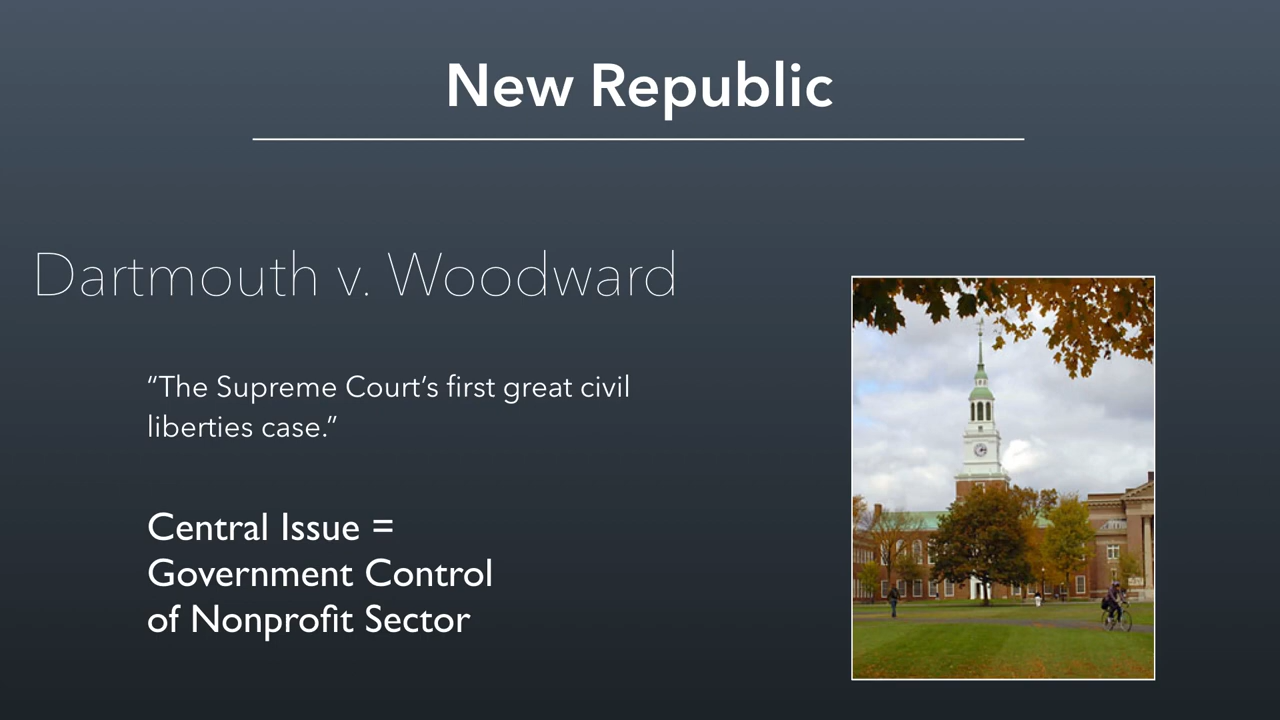 New Republic
Dartmouth v. Woodward
“The Supreme Court’s first great civil
liberties case.”
Central Issue =
Government Control
of Nonprofit Sector